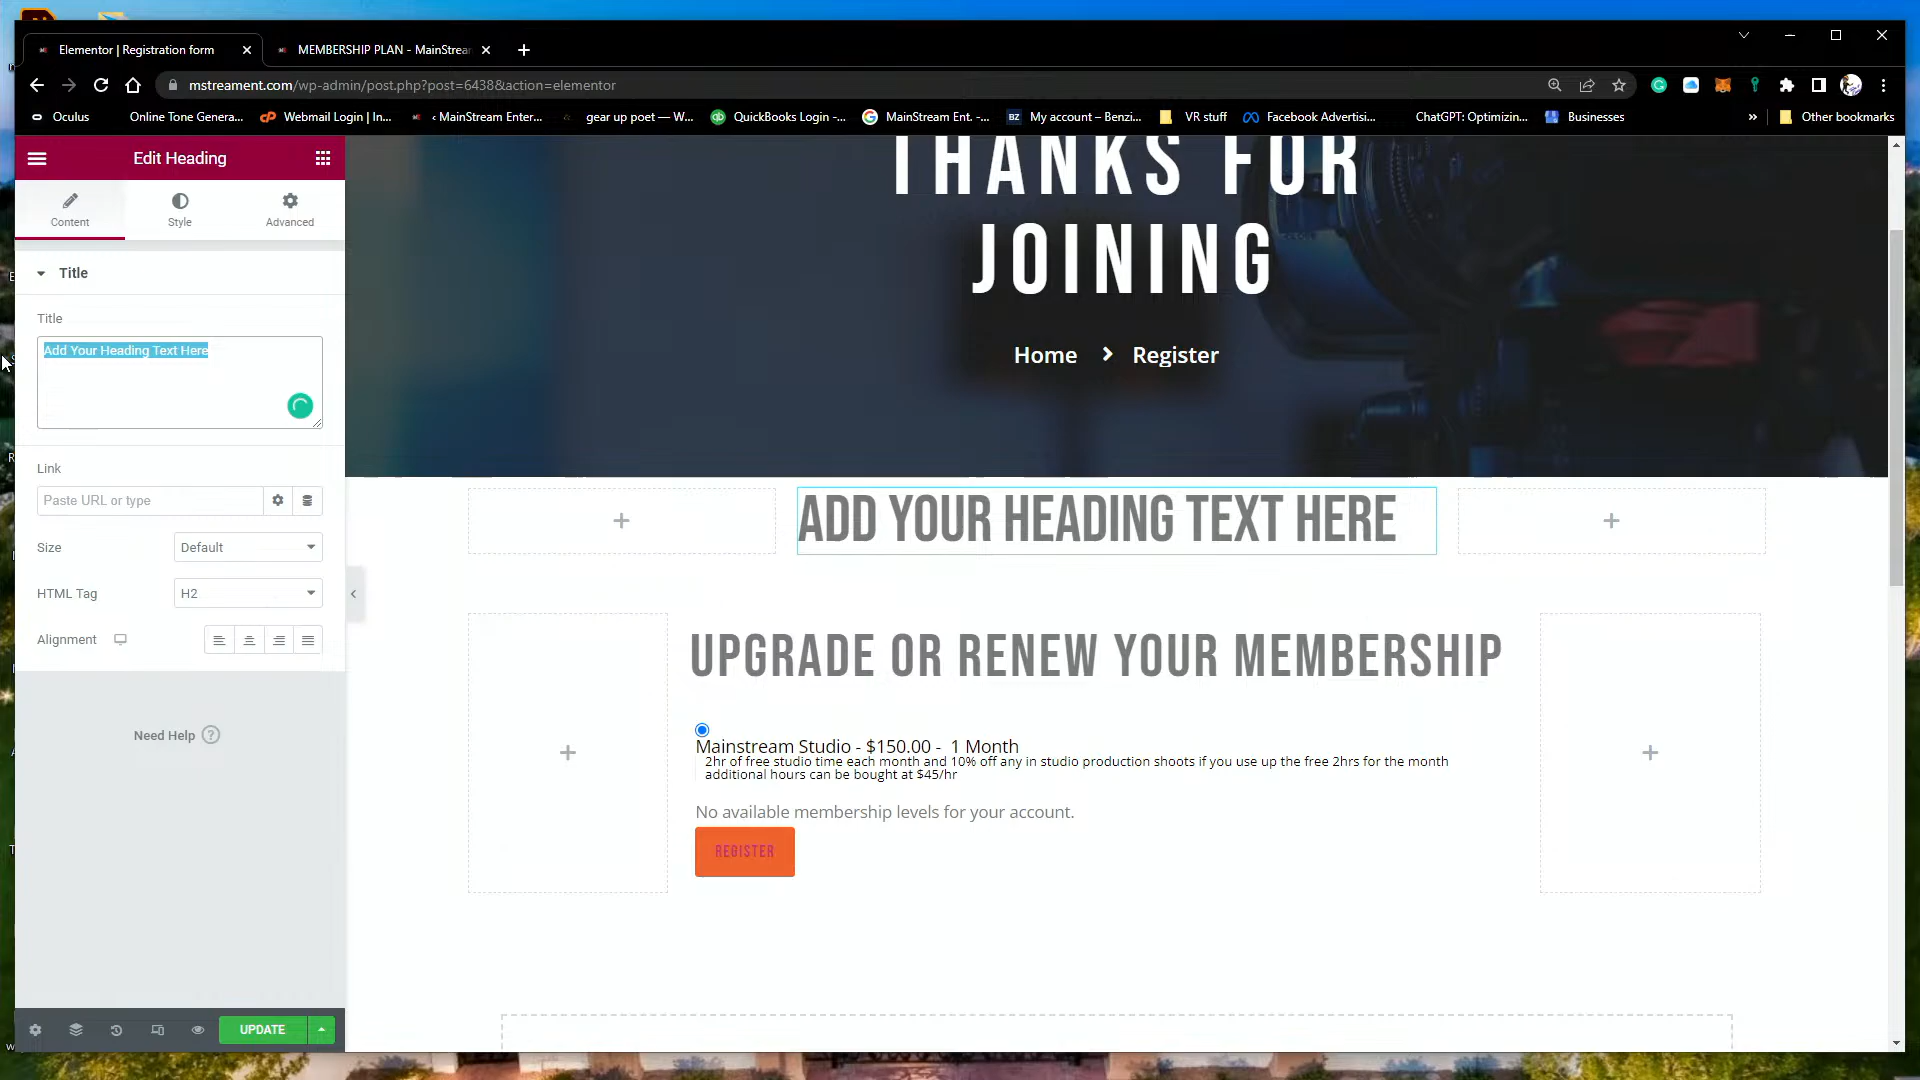 Elementor | Registration form
MEMBERSHIP PLAN - MainStrea
mstreament.com/wp-admin/post.php?post=6438&action=elementor
Oculus
Online Tone Genera...
Webmail Login | In...
‹ MainStream Enter...
gear up poet — W...
QuickBooks Login -...
MainStream Ent. -...
BZ
My account – Benzi...
VR stuff
Facebook Advertisi...
ChatGPT: Optimizin...
Businesses
»
Other bookmarks
Edit Heading
Content
Style
Advanced
Title
Title
Add Your Heading Text Here
Link
Paste URL or type
Size
Default
HTML Tag
H2
Alignment
Need Help ?
UPDATE
THANKS FOR
JOINING
Home > Register
ADD YOUR HEADING TEXT HERE
UPGRADE OR RENEW YOUR MEMBERSHIP
Mainstream Studio - $150.00 - 1 Month
2hr of free studio time each month and 10% off any in studio production shoots if you use up the free 2hrs for the month
additional hours can be bought at $45/hr
No available membership levels for your account.
REGISTER